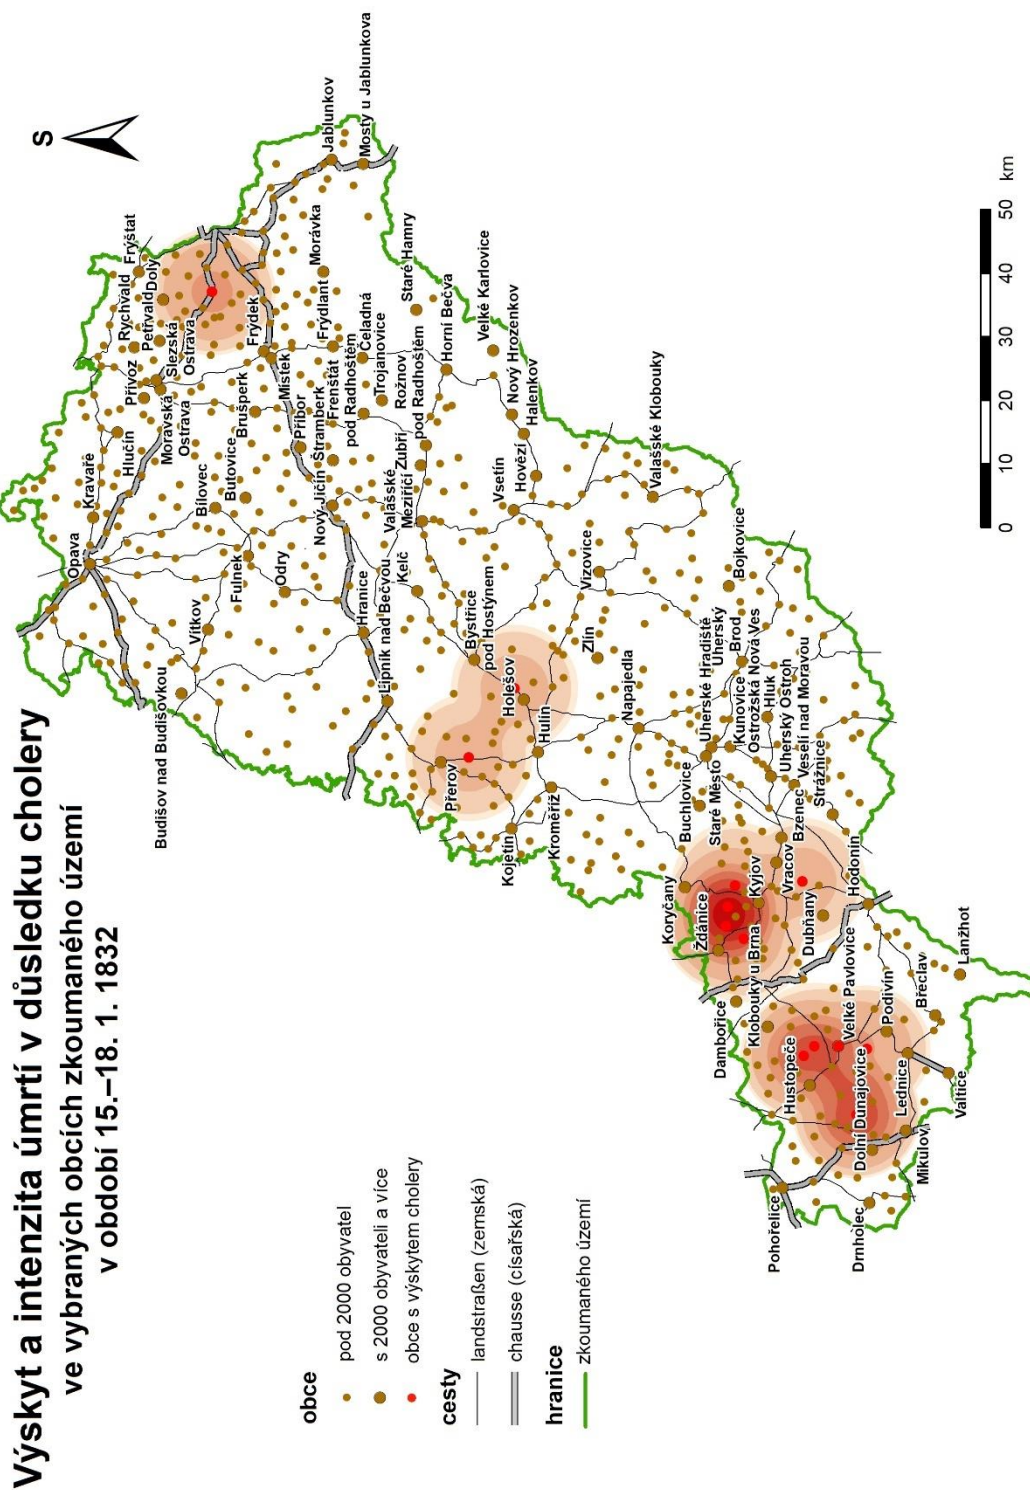 Výskyt a intenzita úmrtí v důsledku cholery
ve vybraných obcích zkoumaného území
v období 15.–18. 1. 1832
S
obce
pod 2000 obyvatel
s 2000 obyvateli a více
obce s výskytem cholery
cesty
landstraßen (zemská)
chausse (císařská)
hranice
zkoumaného území
Opava
Kravaře
Hlučín
Přívoz
Rychvald
Frýštat
Petřvald
Doly
Slezská
Ostrava
Moravská
Ostrava
Budišov nad Budišovkou
Vítkov
Bílovec
Butovice
Brušperk
Frýdek
Místek
Fulnek
Odry
Příbor
Štramberk
Nový Jičín
Frenštát
pod Radhoštěm
Frýdlant
Morávka
Čeladná
Trojanovice
Jablunkov
Mosty u Jablunkova
Staré Hamry
Hranice
Lipník nad Bečvou
Kelč
Valašské
Meziříčí
Zubří
Rožnov
pod Radhoštěm
Horní Bečva
Velké Karlovice
Nový Hrozenkov
Halenkov
Hovězí
Vsetín
Bystřice
pod Hostýnem
Holešov
Hulín
Přerov
Kojetín
Kroměříž
Vizovice
Zlín
Valašské Klobouky
Napajedla
Bojkovice
Uherské Hradiště
Uherský
Brod
Kunovice
Ostrožská Nová Ves
Hluk
Uherský Ostroh
Veselí nad Moravou
Strážnice
Buchlovice
Staré Město
Bzenec
Vracov
Kyjov
Koryčany
Ždánice
Hodonín
Dubňany
Dambořice
Klobouky u Brna
Velké Pavlovice
Hustopeče
Podivín
Břeclav
Lanžhot
Dolní Dunajovice
Lednice
Valtice
Mikulov
Pohořelice
Drnholec
0 10 20 30 40 50 km